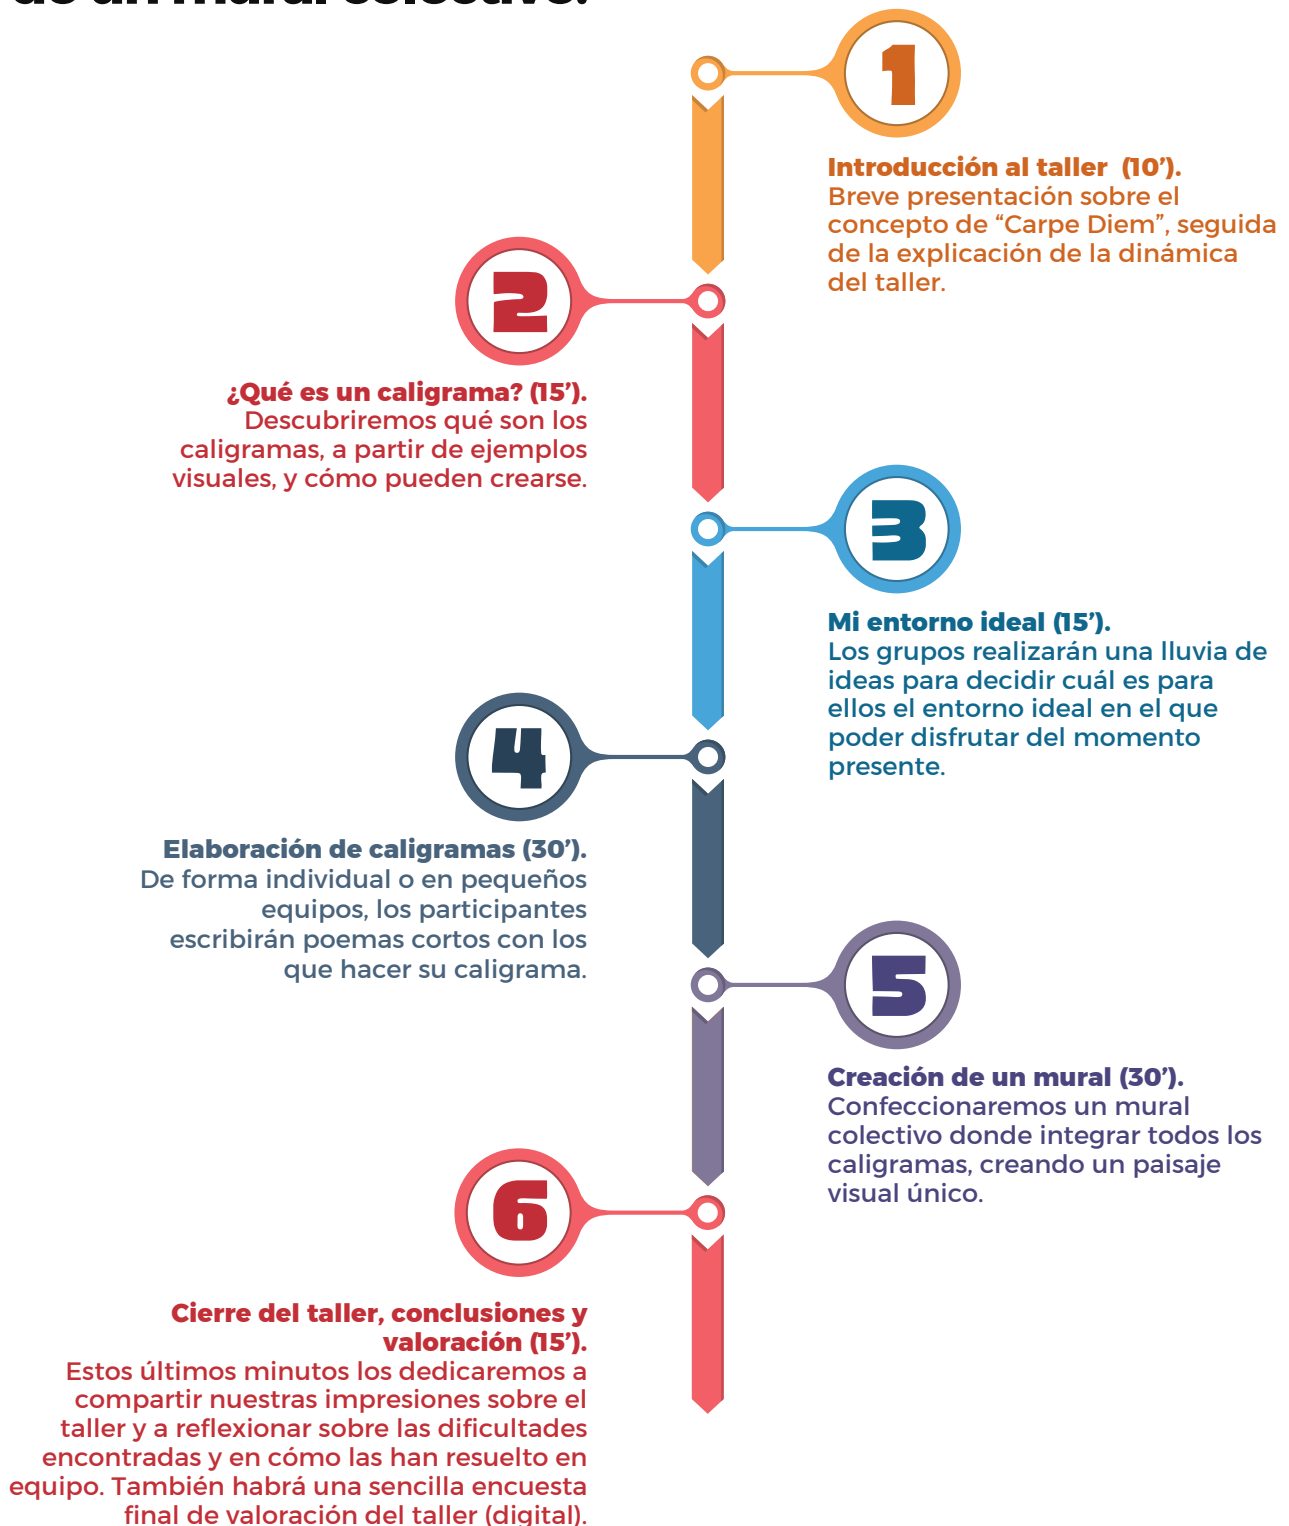 de un mural colectivo.
1
Introducción al taller (10’).
Breve presentación sobre el
concepto de “Carpe Diem”, seguida
de la explicación de la dinámica
del taller.
2
¿Qué es un caligrama? (15’).
Descubriremos qué son los
caligramas, a partir de ejemplos
visuales, y cómo pueden crearse.
3
Mi entorno ideal (15’).
Los grupos realizarán una lluvia de
ideas para decidir cuál es para
ellos el entorno ideal en el que
poder disfrutar del momento
presente.
4
Elaboración de caligramas (30’).
De forma individual o en pequeños
equipos, los participantes
escribirán poemas cortos con los
que hacer su caligrama.
5
Creación de un mural (30’).
Confeccionaremos un mural
colectivo donde integrar todos los
caligramas, creando un paisaje
visual único.
6
Cierre del taller, conclusiones y
valoración (15’).
Estos últimos minutos los dedicaremos a
compartir nuestras impresiones sobre el
taller y a reflexionar sobre las dificultades
encontradas y en cómo las han resuelto en
equipo. También habrá una sencilla encuesta
final de valoración del taller (digital).